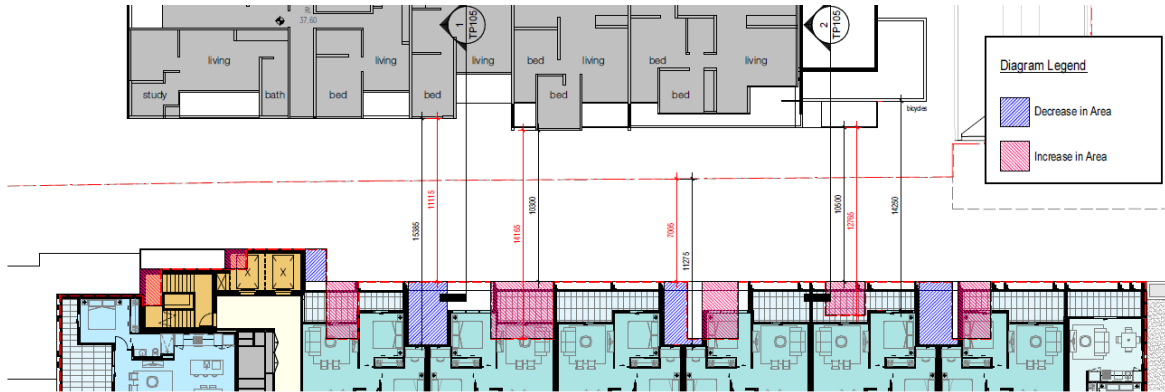 37.60
1
TP105
2
TP105
living
living
living
bed
living
bed
living
study
bath
bed
bed
bed
bed
bicycles
Diagram Legend
Decrease in Area
Increase in Area
15385
11115
14165
10300
7005
11275
10500
12765
14250
X
X